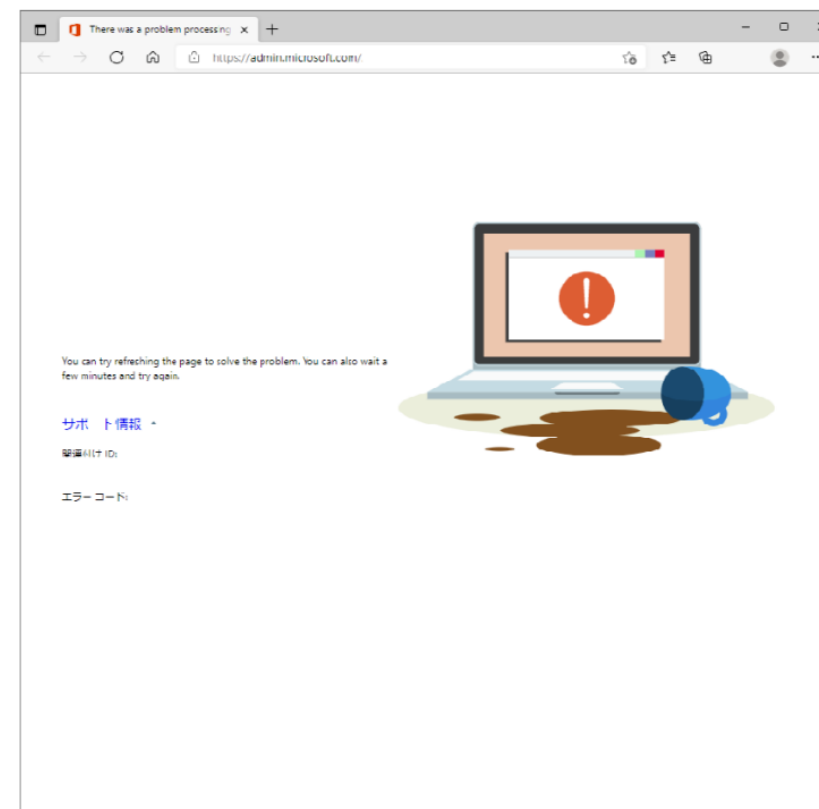 There was a problem processing
https://admin.microsoft.com/
You can try refreching the page to solve the problem. You can also wait a
few minutes and try again.
サポート情報
関連付け ID:
エラー コード: